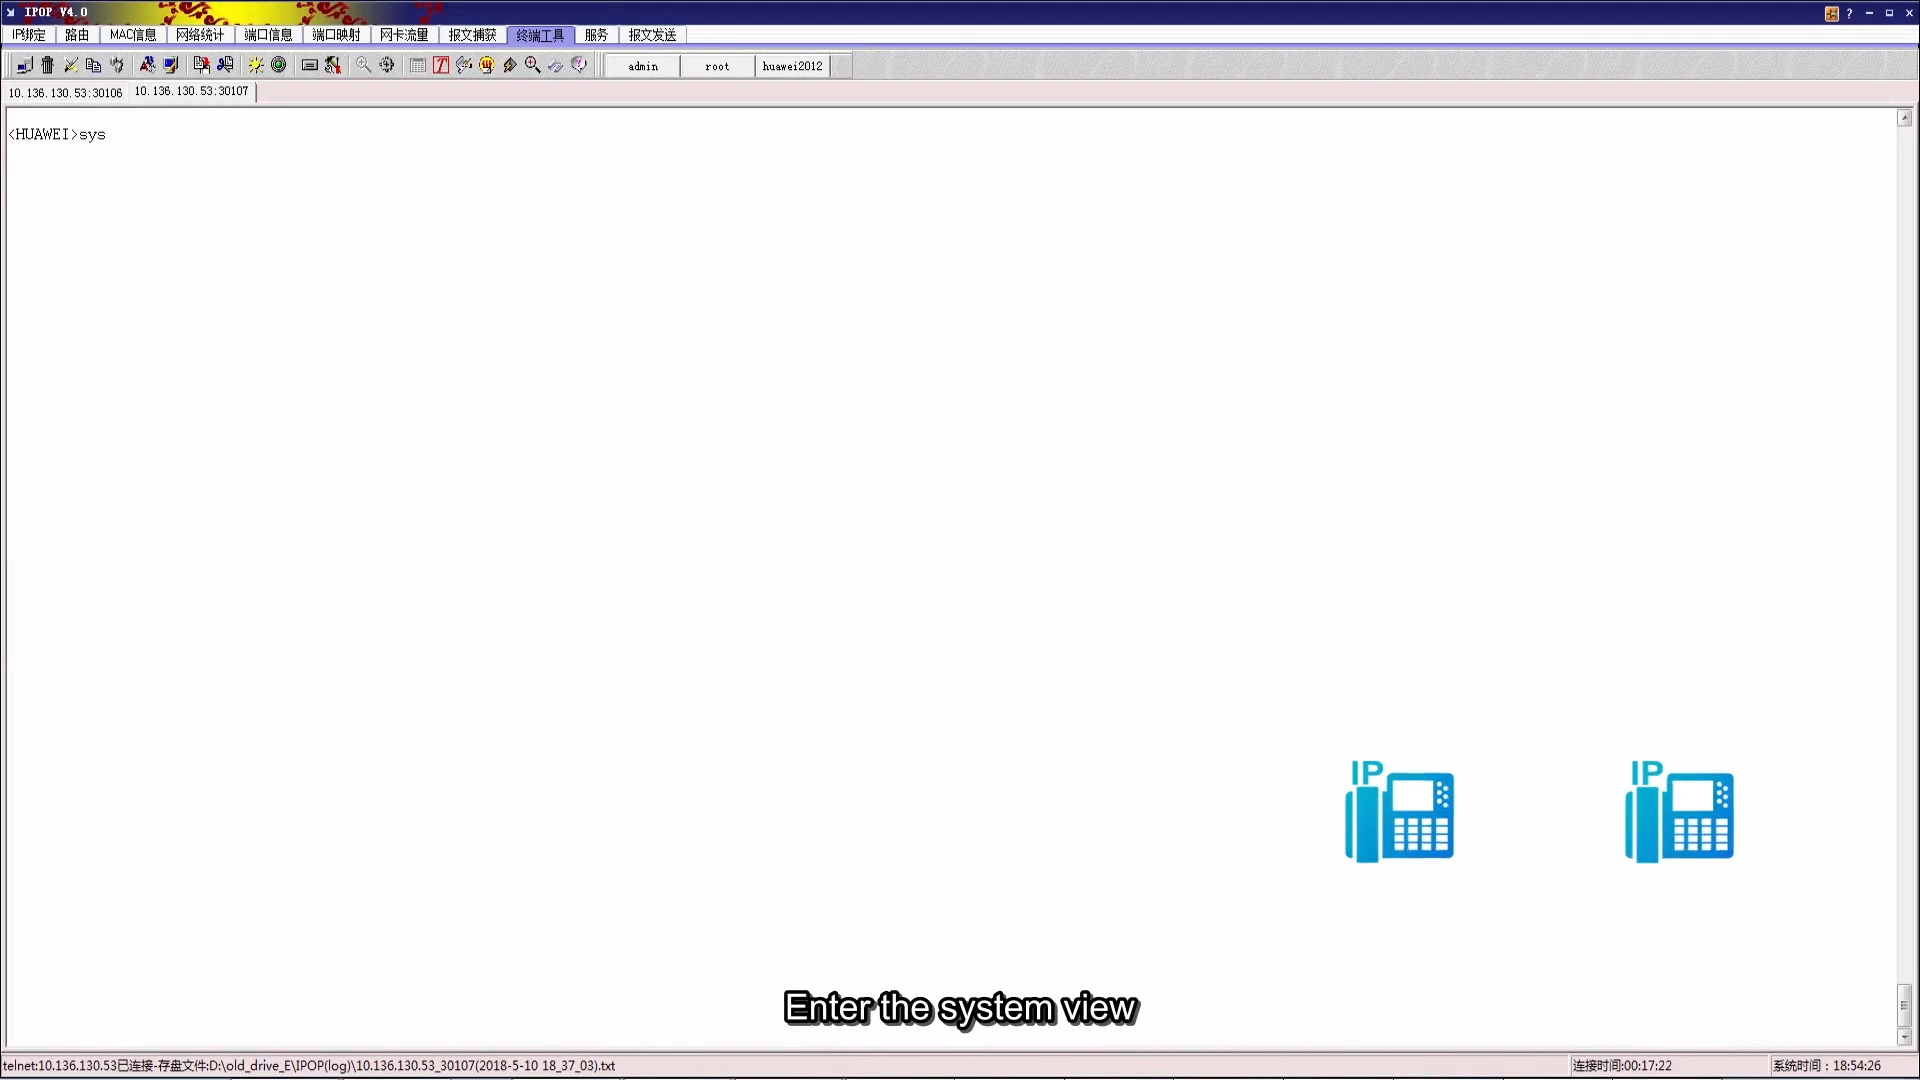 IPOP V4.0
IP绑定 路由 MAC信息 网络统计 端口信息 端口映射 网卡流量 报文捕获 终端工具 服务 报文发送
admin root huawei2012
10.136.130.53:30106 10.136.130.53:30107
<HUAWEI>sys
IP IP
Enter the system view
telnet:10.136.130.53已连接-存盘文件:D:\old_drive_E\IPOP(log)\10.136.130.53_30107(2018-5-10 18_37_03).txt 连接时间:00:17:22 系统时间：18:54:26